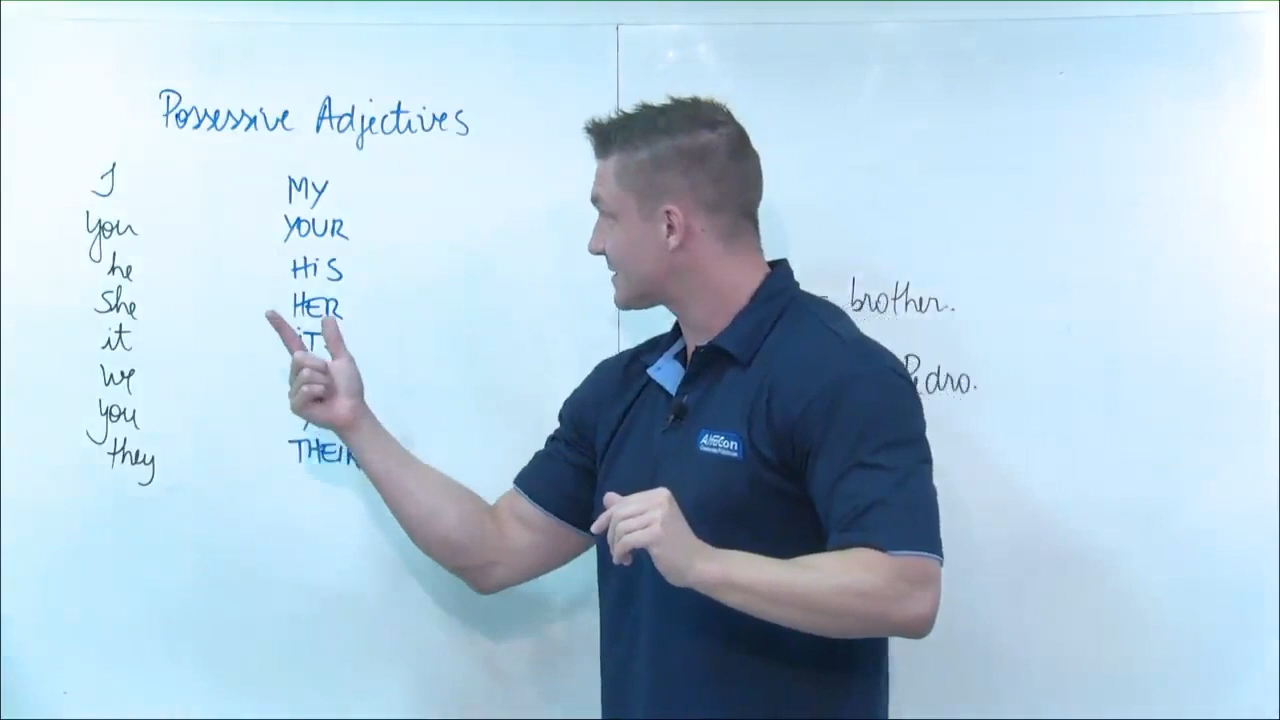 Possessive Adjectives
I MY
you YOUR
he HiS
she HER
it
we
you
they THEIR
brother.
Pedro.
AlfaCon